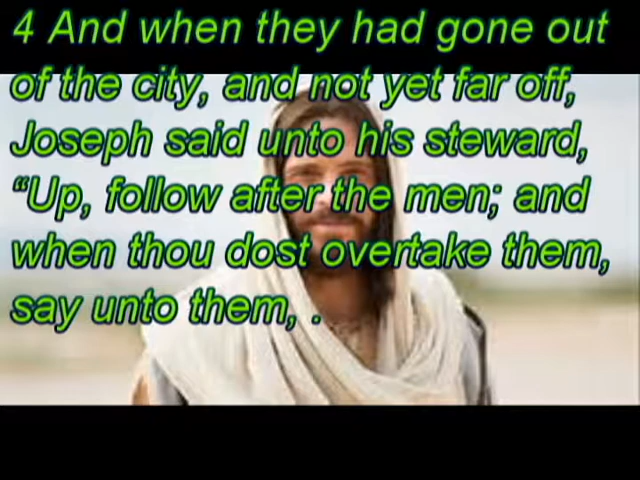 4 And when they had gone out
of the city, and not yet far off,
Joseph said unto his steward,
“Up, follow after the men; and
when thou dost overtake them,
say unto them, .